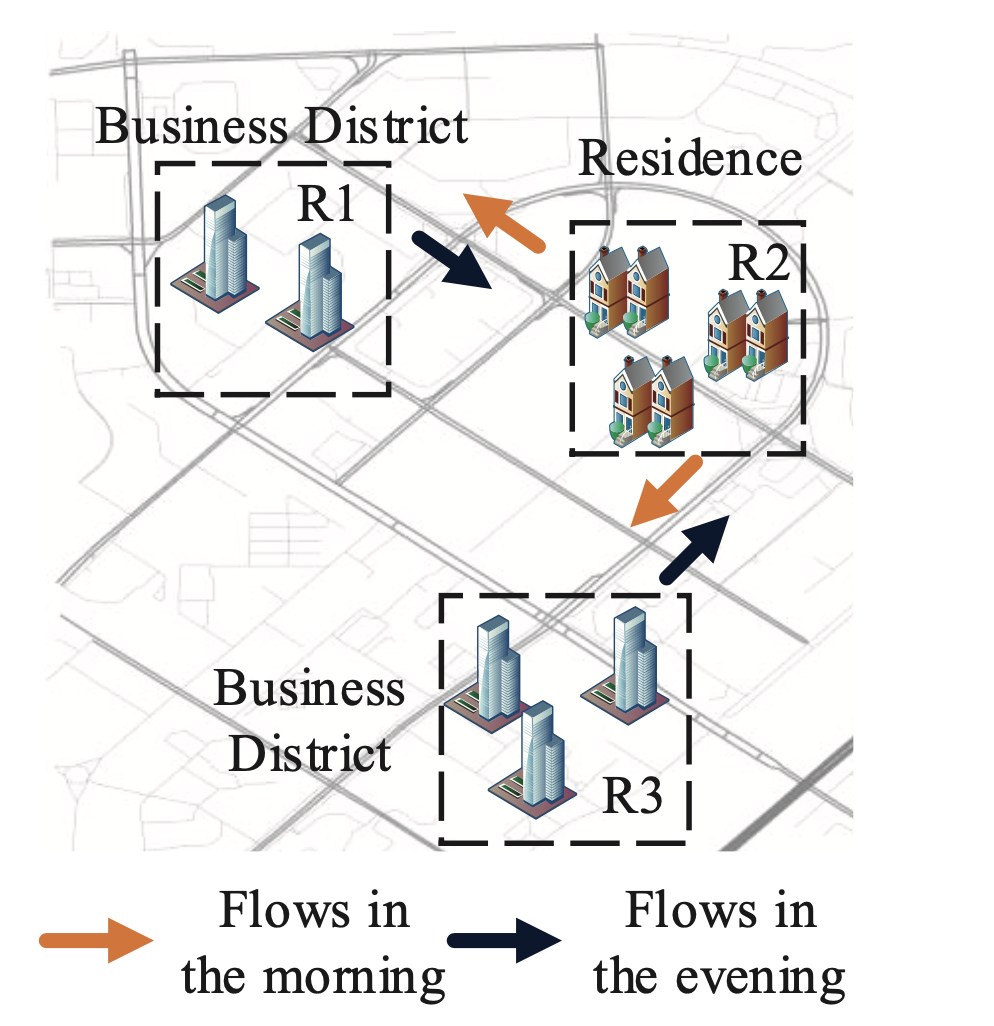 Business District
Residence
R1
R2
Business
District
R3
Flows in
the morning
Flows in
the evening